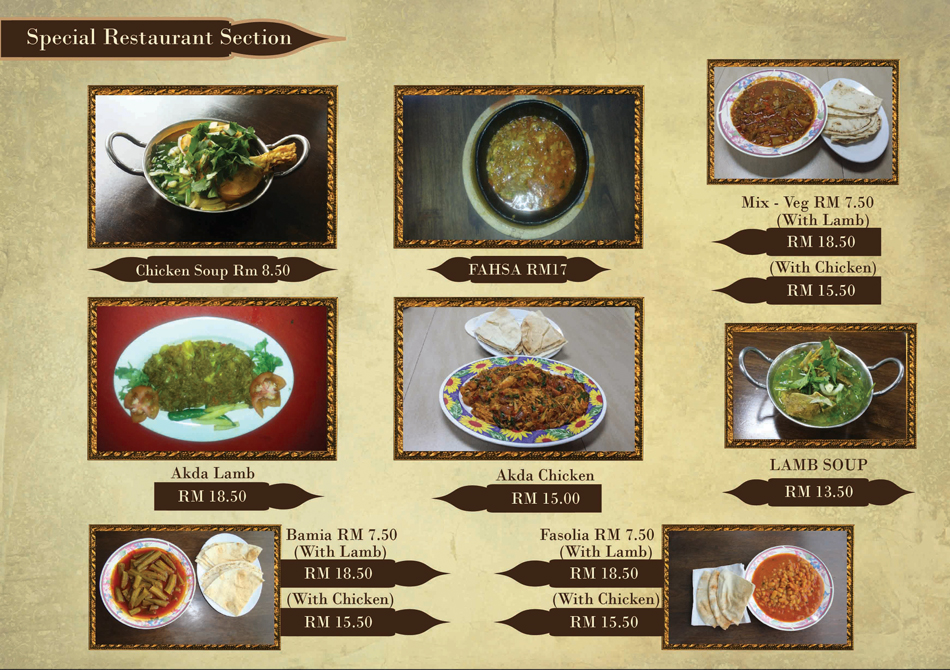 Special Restaurant Section
Chicken Soup Rm 8.50
FAHSA RM17
Mix - Veg RM 7.50
(With Lamb)
RM 18.50
(With Chicken)
RM 15.50
Akda Lamb
RM 18.50
Akda Chicken
RM 15.00
LAMB SOUP
RM 13.50
Bamia RM 7.50
(With Lamb)
RM 18.50
(With Chicken)
RM 15.50
Fasolia RM 7.50
(With Lamb)
RM 18.50
(With Chicken)
RM 15.50